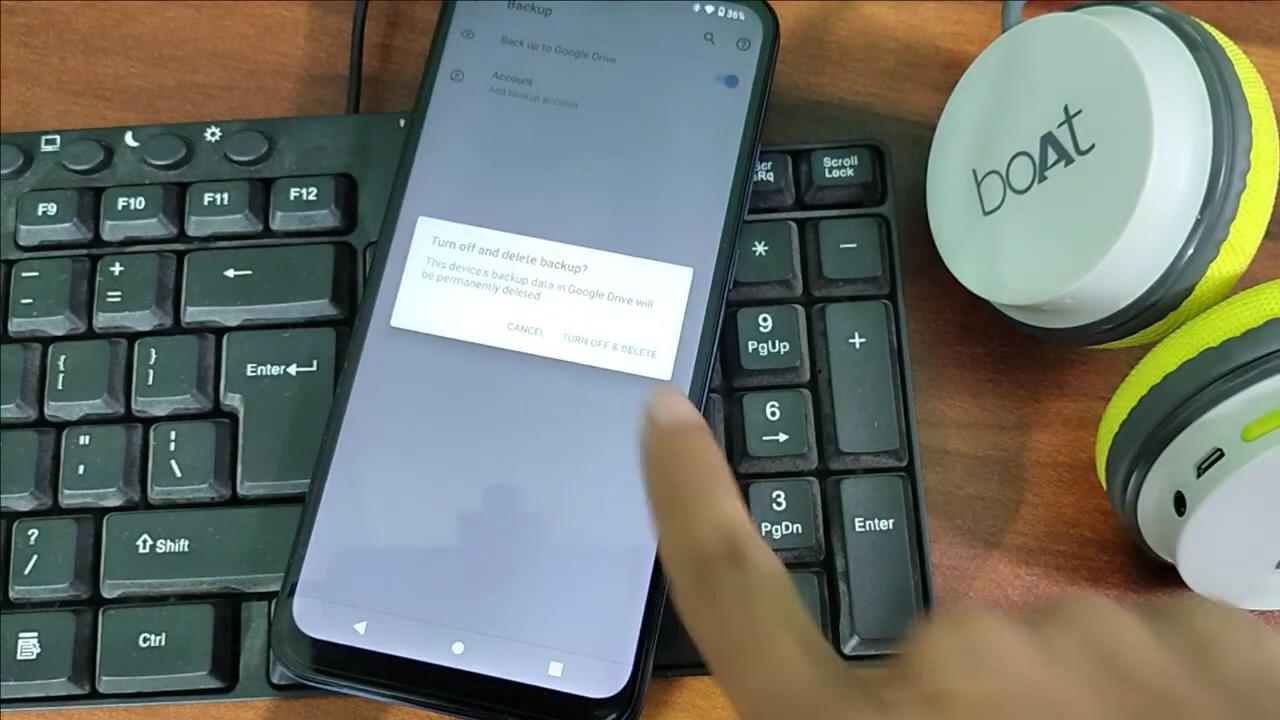 Backup
36%
Back up to Google Drive
Account
Add backup account
Turn off and delete backup?
This device's backup data in Google Drive will
be permanently deleted
CANCEL
TURN OFF & DELETE
boAt
F9
F10
F11
F12
Scroll
Lock
*
−
− −
+ =
←
9
PgUp
+
{ [
} ]
Enter
6
→
" '
¦ \
3
PgDn
Enter
? /
Shift
Ctrl